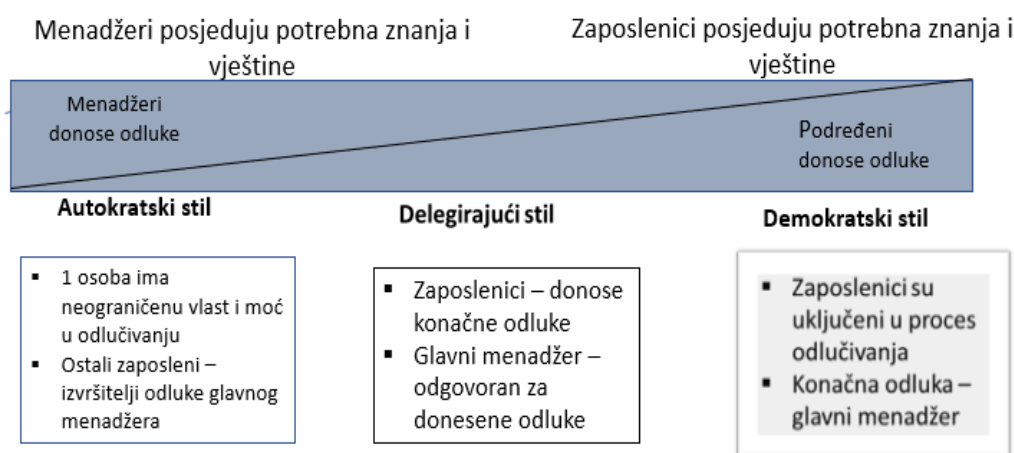 Menadžeri posjeduju potrebna znanja i
vještine
Zaposlenici posjeduju potrebna znanja i
vještine
Menadžeri
donose odluke
Podređeni
donose odluke
Autokratski stil
Delegirajući stil
Demokratski stil
▪ 1 osoba ima
neograničenu vlast i moć
u odlučivanju
▪ Ostali zaposleni –
izvršitelji odluke glavnog
menadžera
▪ Zaposlenici – donose
konačne odluke
▪ Glavni menadžer –
odgovoran za
donesene odluke
▪ Zaposlenici su
uključeni u proces
odlučivanja
▪ Konačna odluka –
glavni menadžer